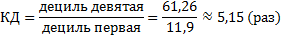 КД = дециль девятая / дециль первая = 61,26 / 11,9 ≈ 5,15 (раз)